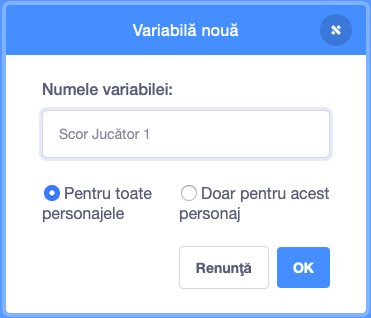 Variabilă nouă
Numele variabilei:
Scor Jucător 1
Pentru toate personajele
Doar pentru acest personaj
Renunţă
OK